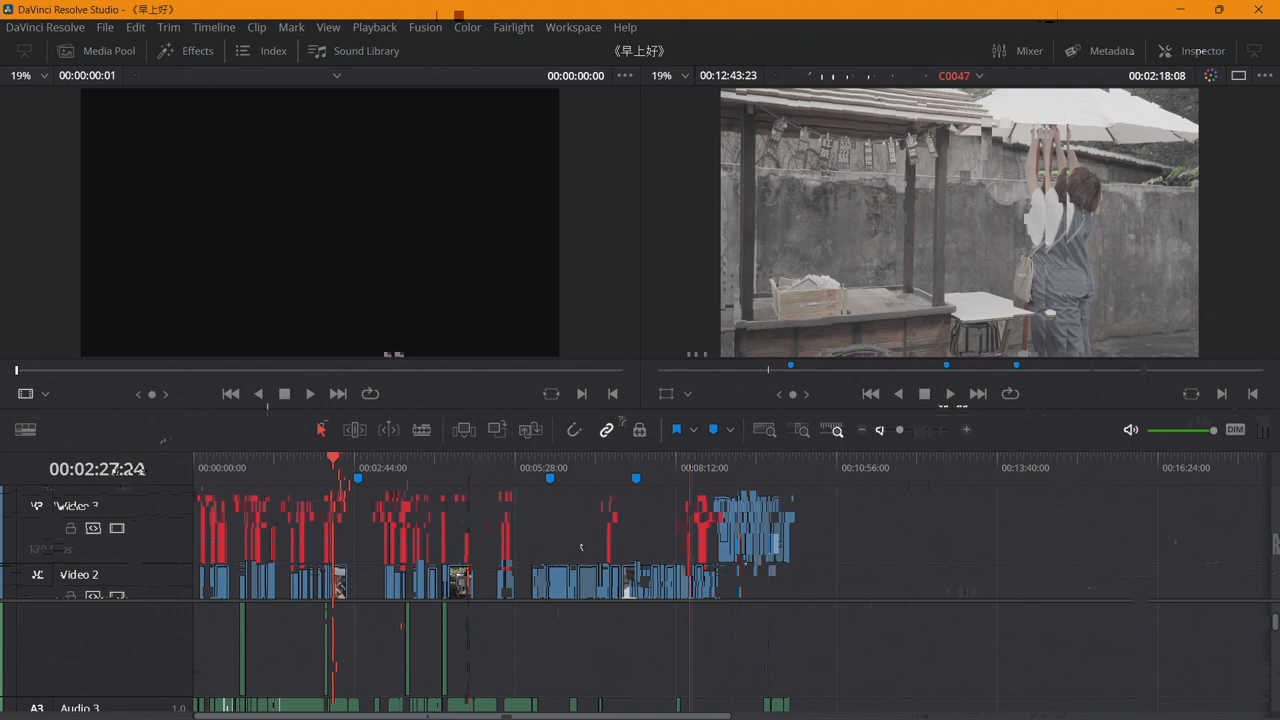 DaVinci Resolve Studio - 《早上好》
DaVinci Resolve File Edit Trim Timeline Clip Mark View Playback Fusion Color Fairlight Workspace Help
Media Pool Effects Index Sound Library 《早上好》 Mixer Metadata Inspector
19% 00:00:00:01 00:00:00:00 19% 00:12:43:23 C0047 00:02:18:08
DIM
00:02:27:24
00:00:00:00 00:02:44:00 00:05:28:00 00:08:12:00 00:10:56:00 00:13:40:00 00:16:24:00
Video 3
Video 2
A3 Audio 3 1.0